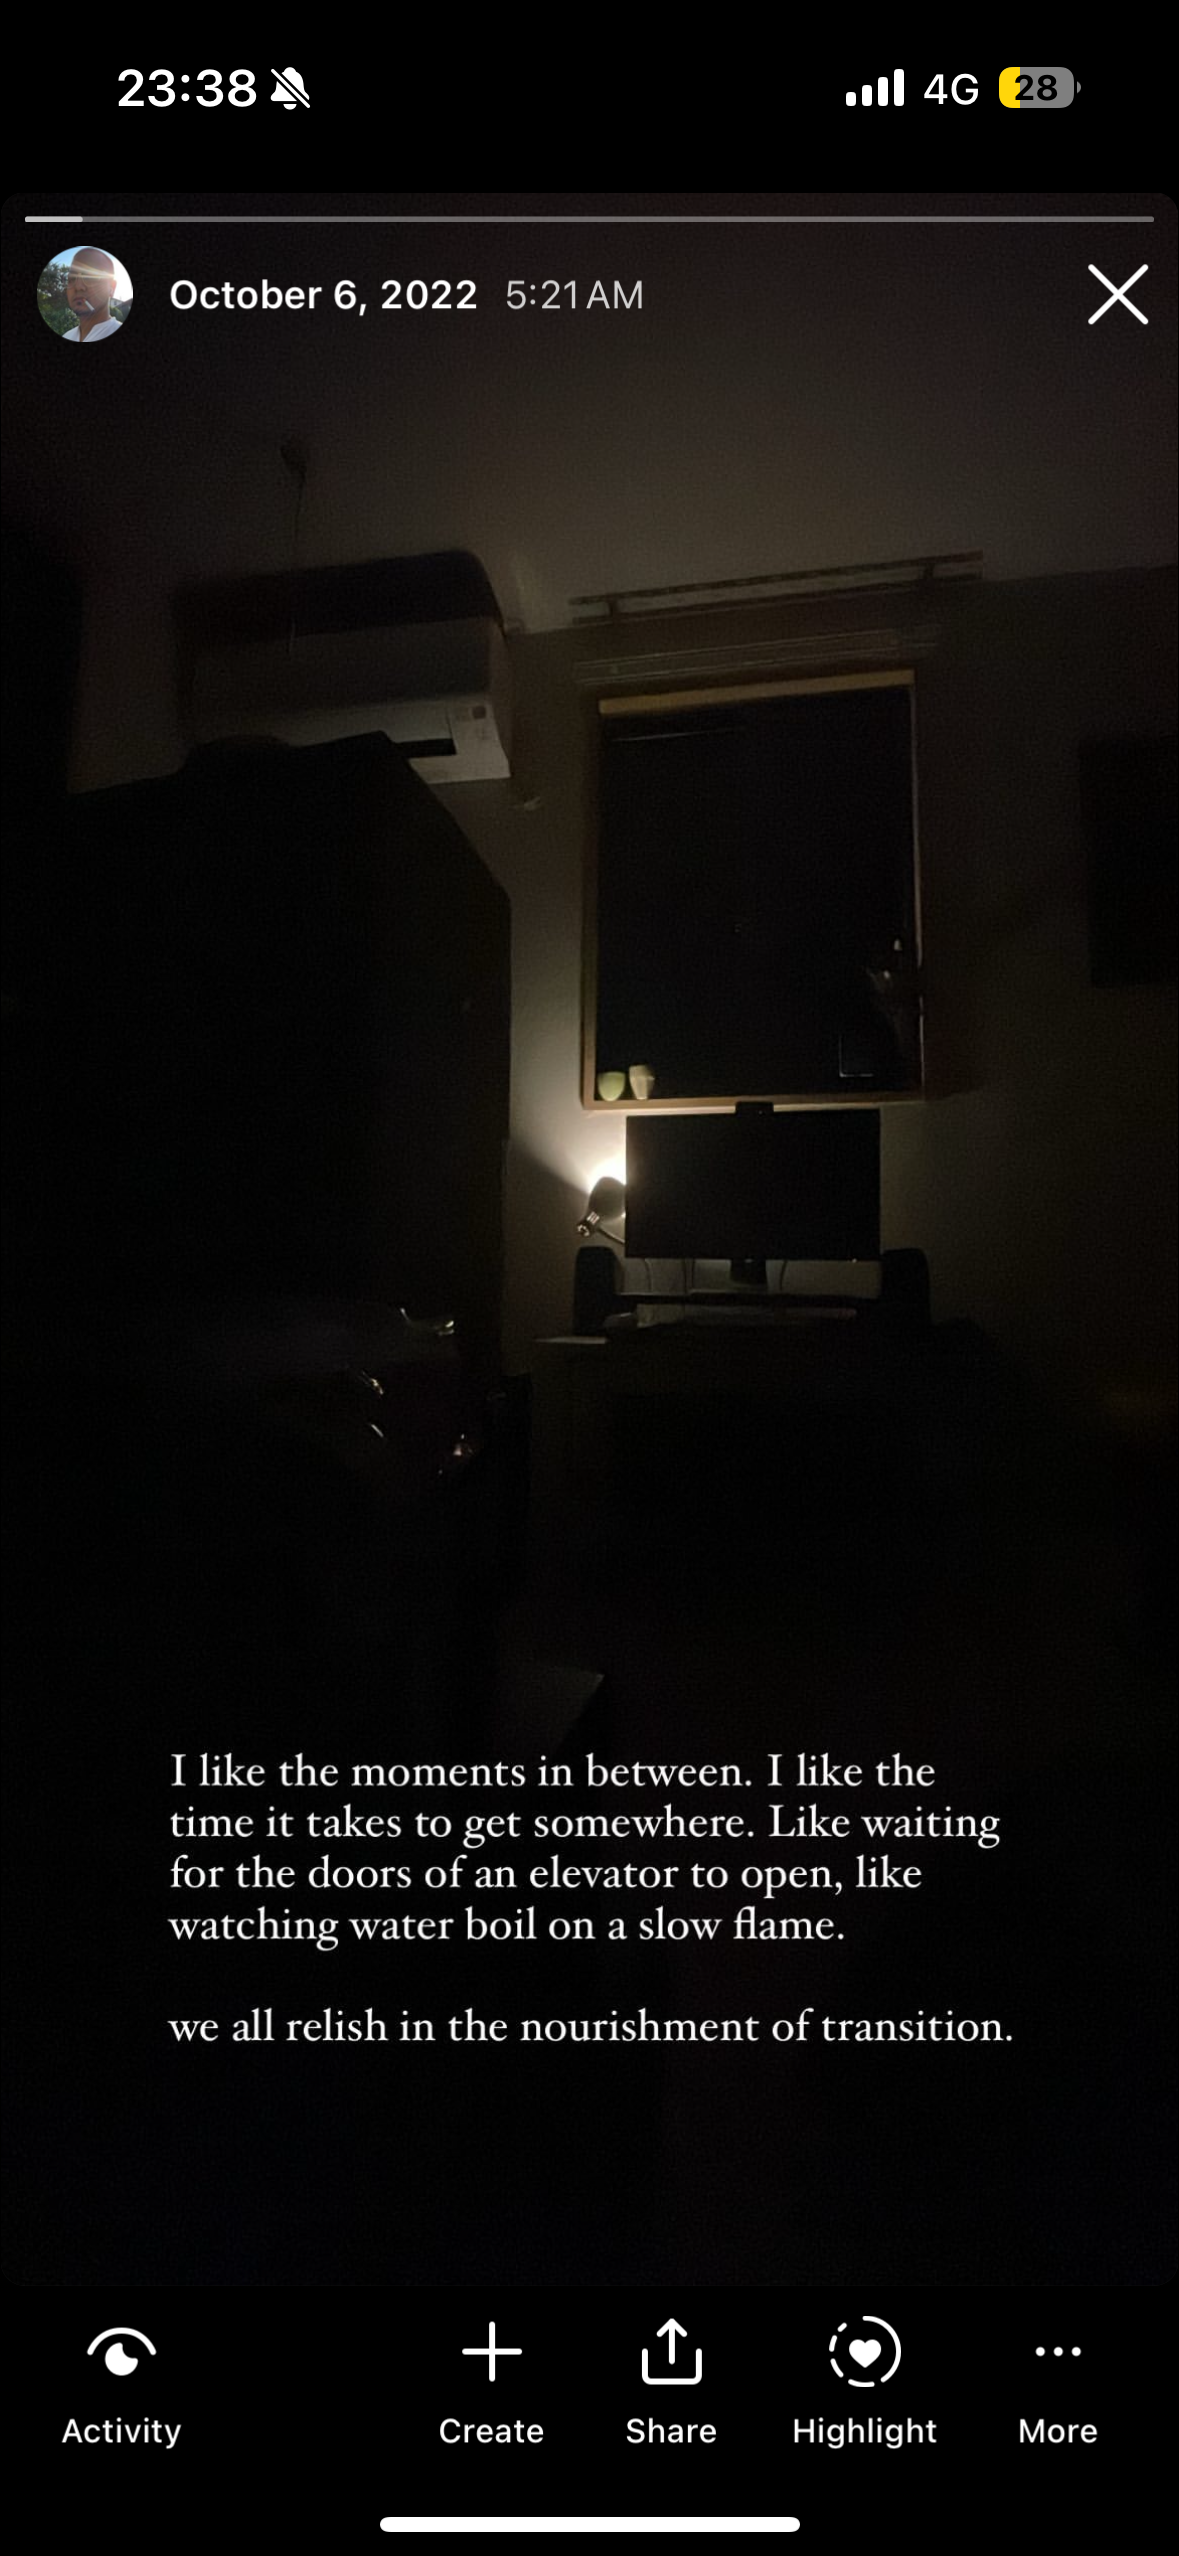 23:38
4G
28
October 6, 2022 5:21 AM
I like the moments in between. I like the
time it takes to get somewhere. Like waiting
for the doors of an elevator to open, like
watching water boil on a slow flame.
we all relish in the nourishment of transition.
Activity
Create
Share
Highlight
More